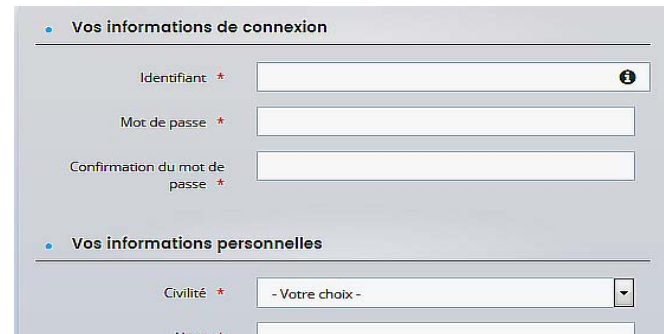 Vos informations de connexion
Identifiant *
Mot de passe *
Confirmation du mot de
passe *
Vos informations personnelles
Civilité *
- Votre choix -